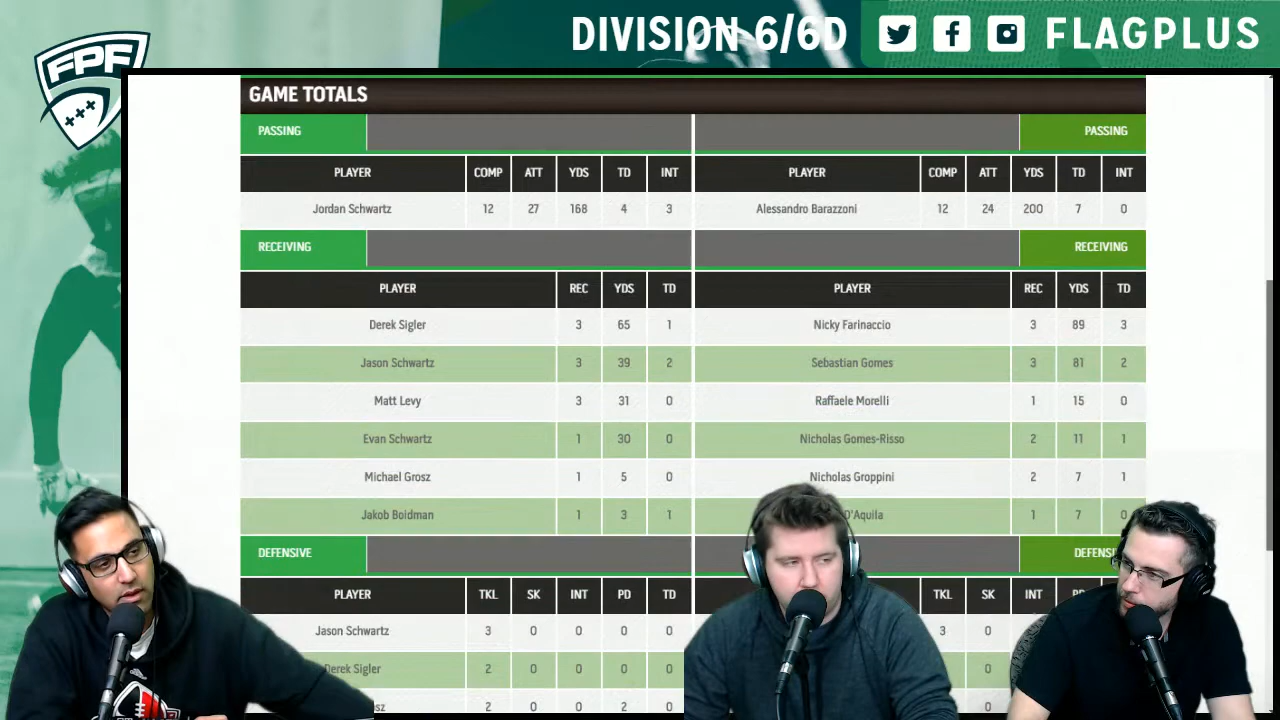 DIVISION 6/6D
FLAGPLUS
FPF
GAME TOTALS
PASSING
PASSING
PLAYER COMP ATT YDS TD INT PLAYER COMP ATT YDS TD INT
Jordan Schwartz 12 27 168 4 3 Alessandro Barazzoni 12 24 200 7 0
RECEIVING
RECEIVING
PLAYER REC YDS TD PLAYER REC YDS TD
Derek Sigler 3 65 1 Nicky Farinaccio 3 89 3
Jason Schwartz 3 39 2 Sebastian Gomes 3 81 2
Matt Levy 3 31 0 Raffaele Morelli 1 15 0
Evan Schwartz 1 30 0 Nicholas Gomes-Risso 2 11 1
Michael Grosz 1 5 0 Nicholas Groppini 2 7 1
Jakob Boidman 1 3 1 D'Aquila 1 7 0
DEFENSIVE
PLAYER TKL SK INT PD TD TKL SK INT
Jason Schwartz 3 0 0 0 0 3 0
Derek Sigler 2 0 0 0 0 0
2 0 0 2 0 0